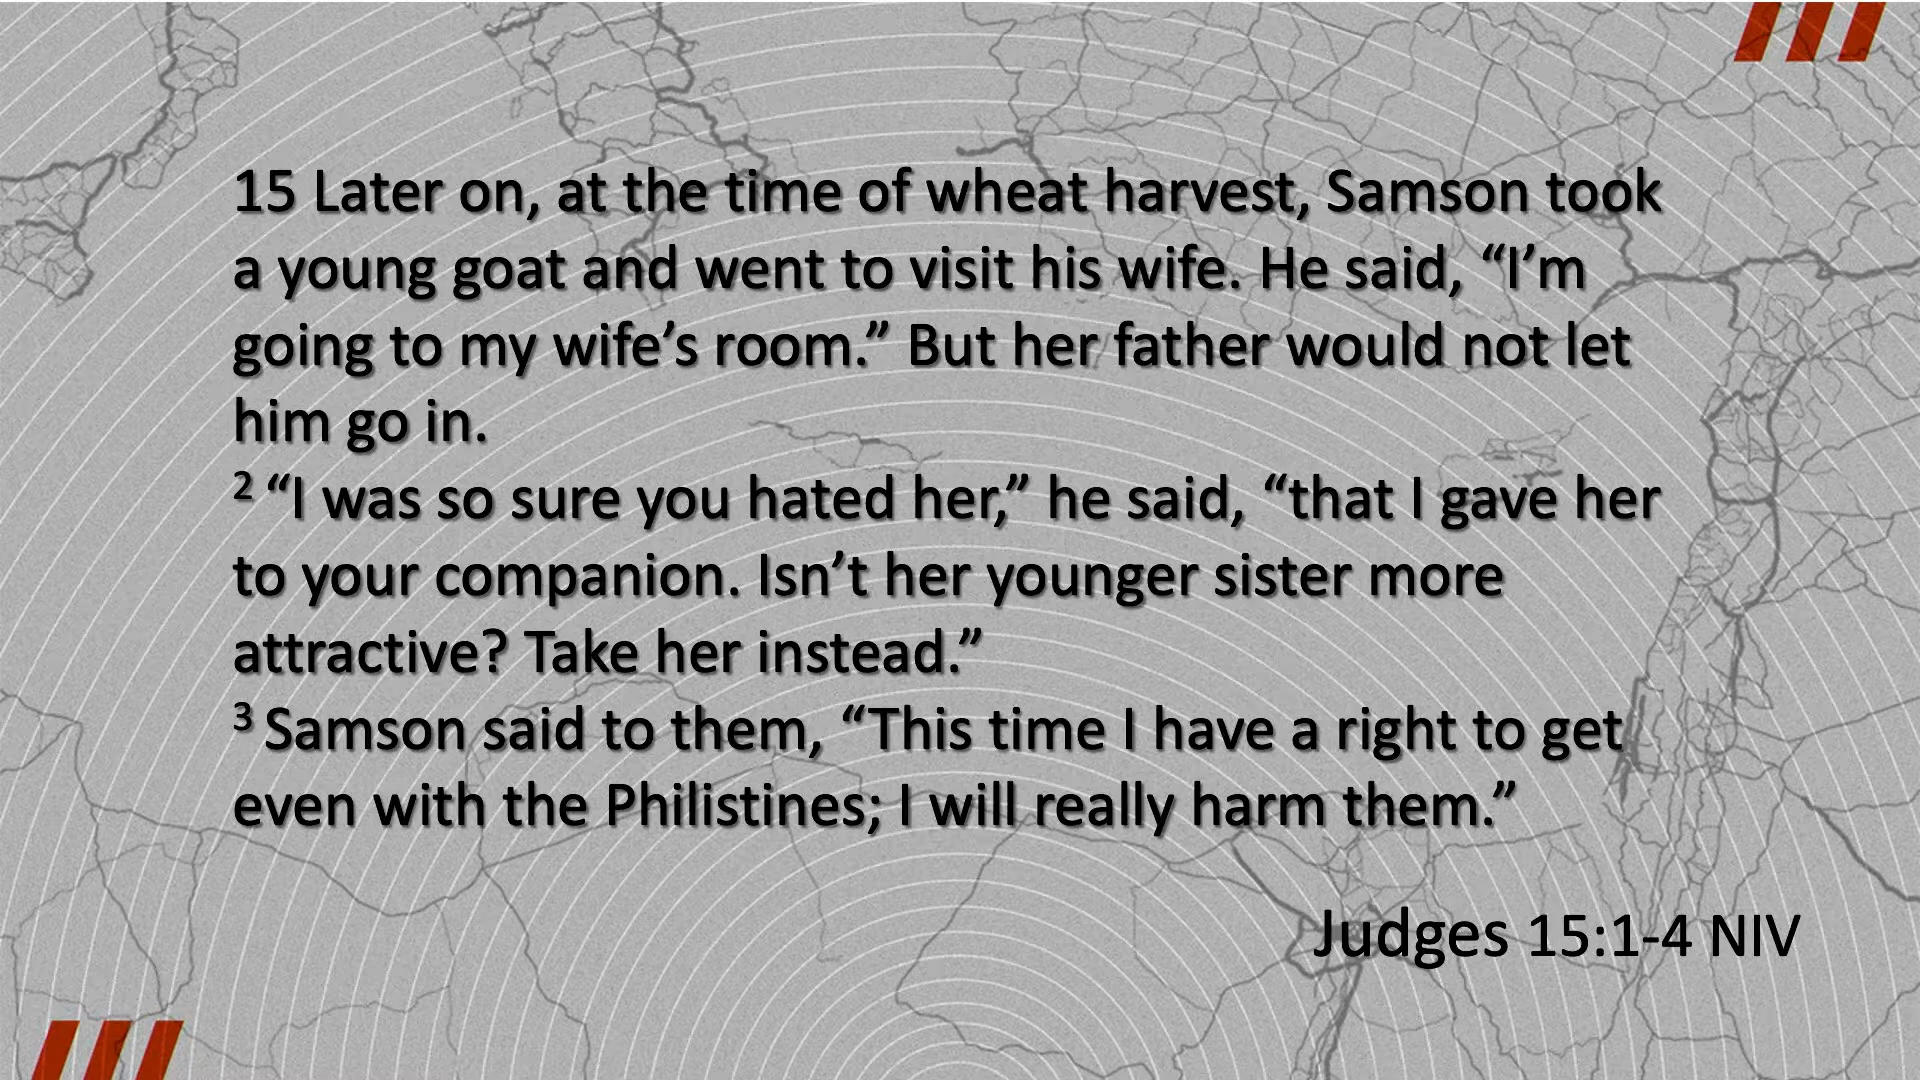 15 Later on, at the time of wheat harvest, Samson took
a young goat and went to visit his wife. He said, “I’m
going to my wife’s room.” But her father would not let
him go in.
2 “I was so sure you hated her,” he said, “that I gave her
to your companion. Isn’t her younger sister more
attractive? Take her instead.”
3 Samson said to them, “This time I have a right to get
even with the Philistines; I will really harm them.”
Judges 15:1-4 NIV